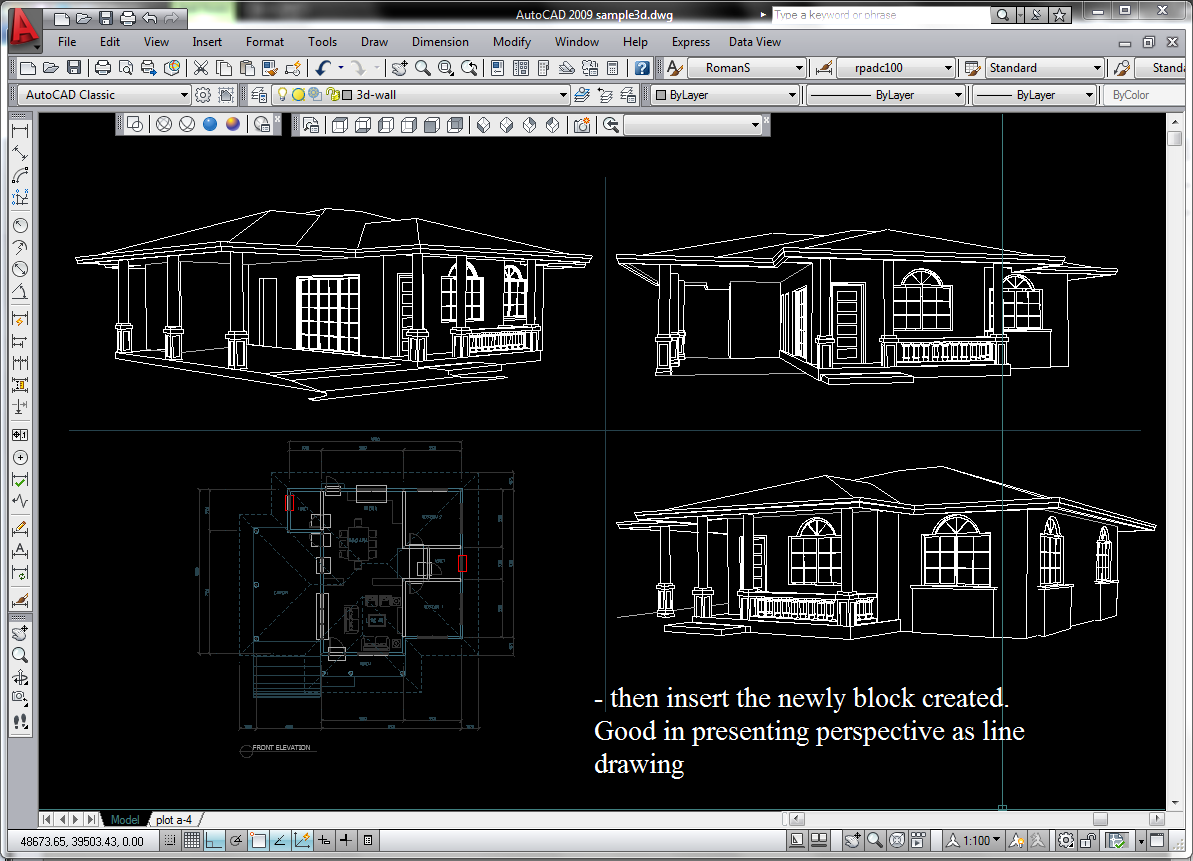 AutoCAD 2009 sample3d.dwg
Type a keyword or phrase
File Edit View Insert Format Tools Draw Dimension Modify Window Help Express Data View
RomanS rpadc100 Standard Standa
AutoCAD Classic 3d-wall ByLayer ByLayer ByLayer ByColor
FRONT ELEVATION
- then insert the newly block created.
Good in presenting perspective as line
drawing
Model plot a-4
48673.65, 39503.43, 0.00 1:100